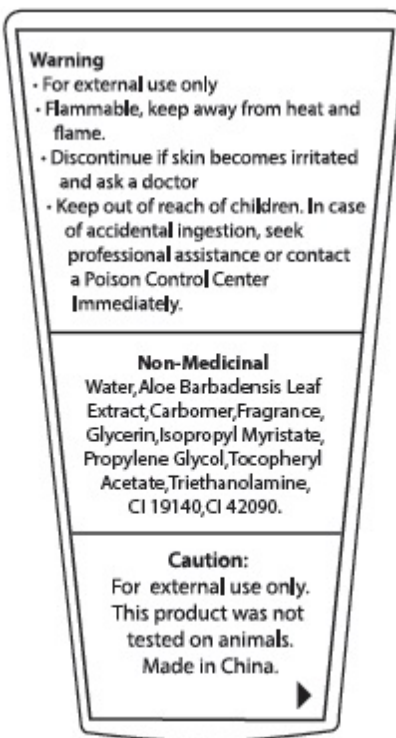 Warning
· For external use only
· Flammable, keep away from heat and
flame.
· Discontinue if skin becomes irritated
and ask a doctor
· Keep out of reach of children. In case
of accidental ingestion, seek
professional assistance or contact
a Poison Control Center
Immediately.
Non-Medicinal
Water,Aloe Barbadensis Leaf
Extract,Carbomer,Fragrance,
Glycerin,Isopropyl Myristate,
Propylene Glycol,Tocopheryl
Acetate,Triethanolamine,
CI 19140,CI 42090.
Caution:
For external use only.
This product was not
tested on animals.
Made in China.